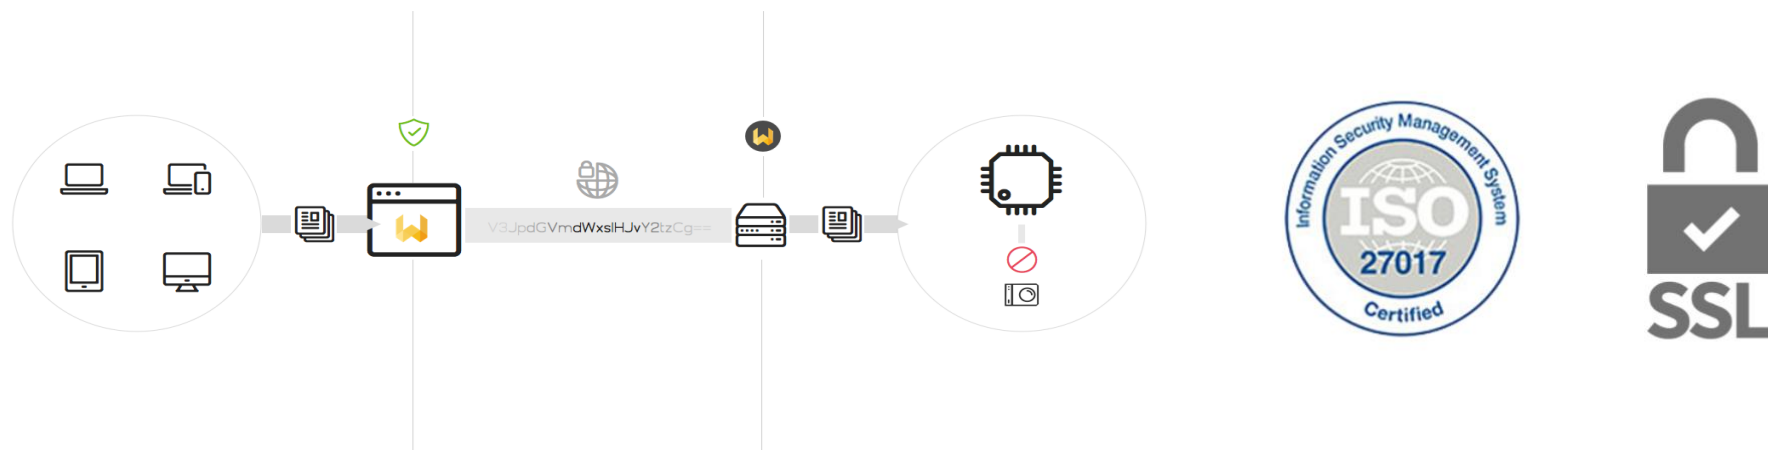 V3JpdGVmdWxsIHJvY2tzCg==
Information Security Management System
ISO
27017
Certified
SSL